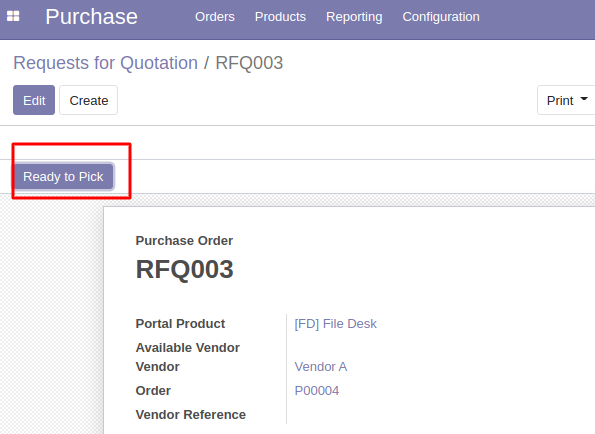 Purchase Orders Products Reporting Configuration
Requests for Quotation / RFQ003
Edit Create Print
Ready to Pick
Purchase Order
RFQ003
Portal Product [FD] File Desk
Available Vendor
Vendor Vendor A
Order P00004
Vendor Reference